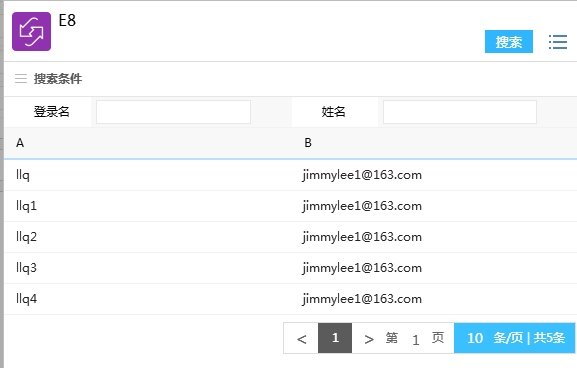 E8
搜索
搜索条件
登录名 姓名
A B
llq jimmylee1@163.com
llq1 jimmylee1@163.com
llq2 jimmylee1@163.com
llq3 jimmylee1@163.com
llq4 jimmylee1@163.com
< 1 > 第 1 页 10 条/页 | 共5条